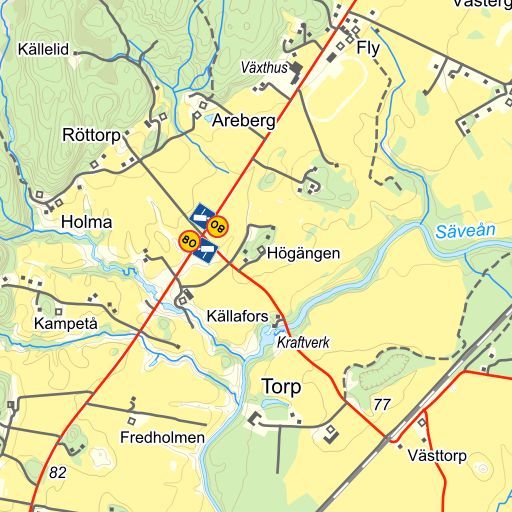 Västerg
Källelid
Fly
Växthus
Areberg
Röttorp
Holma
80
Säveån
80
Högängen
Kampetå
Källafors
Kraftverk
Torp
77
Fredholmen
Västtorp
82